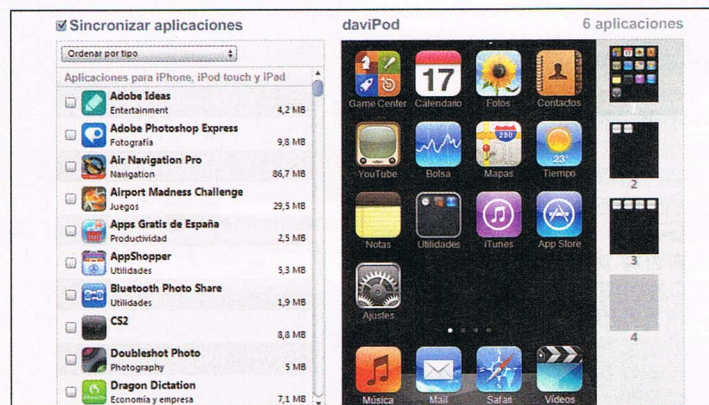 Sincronizar aplicaciones
daviPod
6 aplicaciones
Ordenar por tipo
Aplicaciones para iPhone, iPod touch y iPad
Adobe Ideas
Entertainment 4,2 MB
Adobe Photoshop Express
Fotografía 9,8 MB
Air Navigation Pro
Navigation 86,7 MB
Airport Madness Challenge
Juegos 29,5 MB
Apps Gratis de España
Productividad 2,5 MB
AppShopper
Utilidades 5,3 MB
Bluetooth Photo Share
Utilidades 1,9 MB
CS2
8,8 MB
Doubleshot Photo
Photography 5 MB
Dragon Dictation
Economía y empresa 7,1 MB
17
Game Center Calendario Fotos Contactos
280
23°
YouTube Bolsa Mapas Tiempo
Notas Utilidades iTunes App Store
Ajustes
Música Mail Safari Vídeos
1
2
3
4